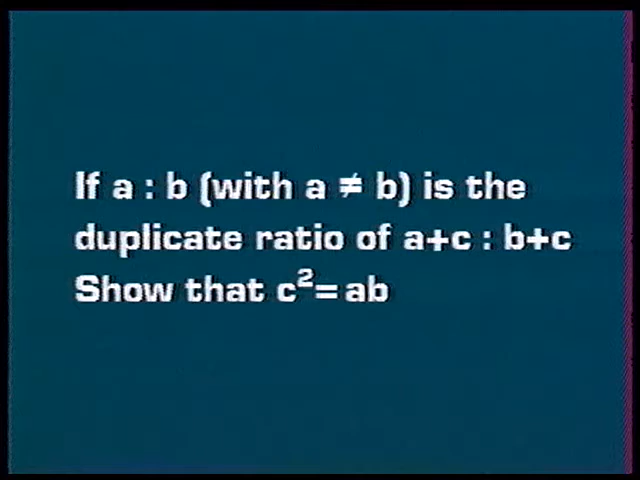 If a : b (with a ≠ b) is the
duplicate ratio of a+c : b+c
Show that c²= ab